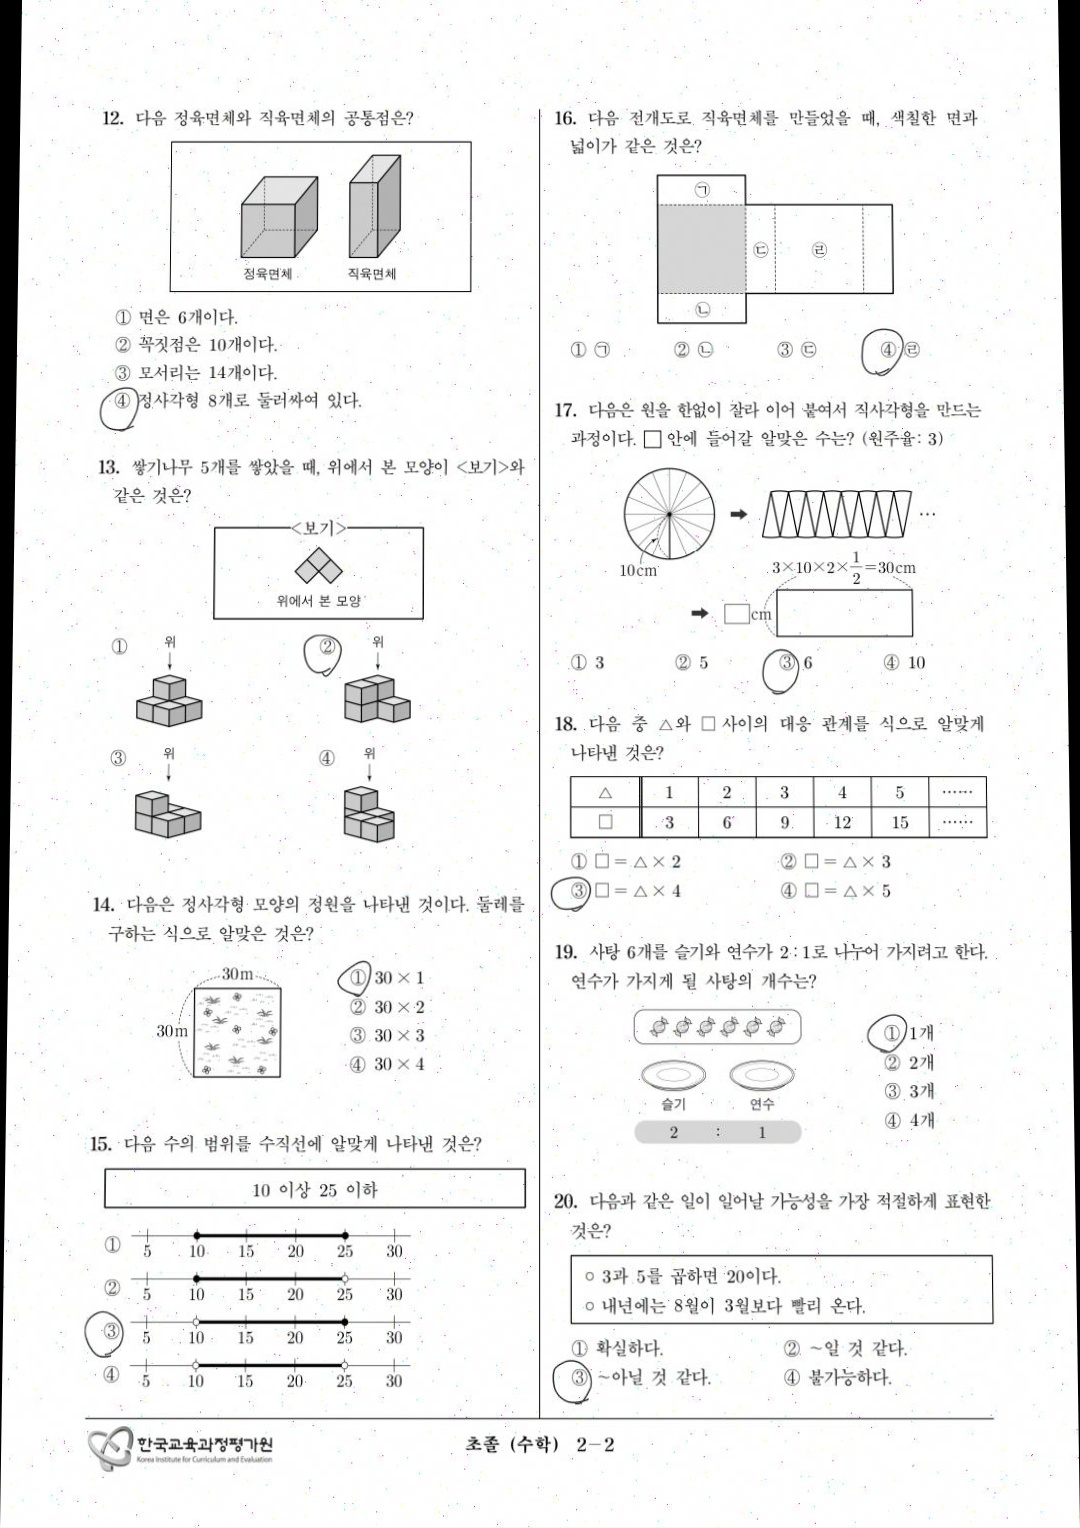 12. 다음 정육면체와 직육면체의 공통점은?
정육면체 직육면체
① 면은 6개이다.
② 꼭짓점은 10개이다.
③ 모서리는 14개이다.
④ 정사각형 8개로 둘러싸여 있다.
13. 쌓기나무 5개를 쌓았을 때, 위에서 본 모양이 <보기>와
같은 것은?
<보기>
위에서 본 모양
① 위 ② 위
③ 위 ④ 위
14. 다음은 정사각형 모양의 정원을 나타낸 것이다. 둘레를
구하는 식으로 알맞은 것은?
30m
30m
① 30 × 1
② 30 × 2
③ 30 × 3
④ 30 × 4
15. 다음 수의 범위를 수직선에 알맞게 나타낸 것은?
10 이상 25 이하
① 5 10 15 20 25 30
② 5 10 15 20 25 30
③ 5 10 15 20 25 30
④ 5 10 15 20 25 30
16. 다음 전개도로 직육면체를 만들었을 때, 색칠한 면과
넓이가 같은 것은?
㉠
㉢ ㉣
㉡
① ㉠ ② ㉡ ③ ㉢ ④ ㉣
17. 다음은 원을 한없이 잘라 이어 붙여서 직사각형을 만드는
과정이다. □ 안에 들어갈 알맞은 수는? (원주율: 3)
➡ ⋯
10cm
3×10×2×1/2=30cm
➡ □cm
① 3 ② 5 ③ 6 ④ 10
18. 다음 중 △와 □ 사이의 대응 관계를 식으로 알맞게
나타낸 것은?
△ 1 2 3 4 5 ⋯⋯
□ 3 6 9 12 15 ⋯⋯
① □ = △ × 2 ② □ = △ × 3
③ □ = △ × 4 ④ □ = △ × 5
19. 사탕 6개를 슬기와 연수가 2 : 1로 나누어 가지려고 한다.
연수가 가지게 될 사탕의 개수는?
슬기 연수
2 : 1
① 1개
② 2개
③ 3개
④ 4개
20. 다음과 같은 일이 일어날 가능성을 가장 적절하게 표현한
것은?
○ 3과 5를 곱하면 20이다.
○ 내년에는 8월이 3월보다 빨리 온다.
① 확실하다. ② ~일 것 같다.
③ ~아닐 것 같다. ④ 불가능하다.
한국교육과정평가원
Korea Institute for Curriculum and Evaluation
초졸 (수학) 2-2